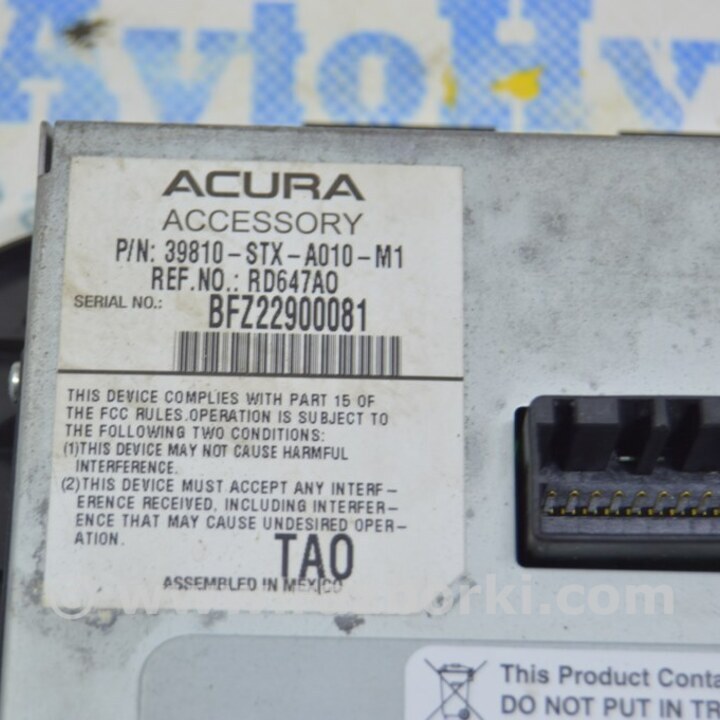 AvtoHv
ACURA
ACCESSORY
P/N: 39810-STX-A010-M1
REF.NO.: RD647A0
SERIAL NO.: BFZ22900081
THIS DEVICE COMPLIES WITH PART 15 OF
THE FCC RULES.OPERATION IS SUBJECT TO
THE FOLLOWING TWO CONDITIONS:
(1)THIS DEVICE MAY NOT CAUSE HARMFUL
INTERFERENCE.
(2)THIS DEVICE MUST ACCEPT ANY INTERF-
ERENCE RECEIVED, INCLUDING INTERFER-
ENCE THAT MAY CAUSE UNDESIRED OPER-
ATION.
TA0
ASSEMBLED IN MEXICO
This Product Conta
DO NOT PUT IN TR